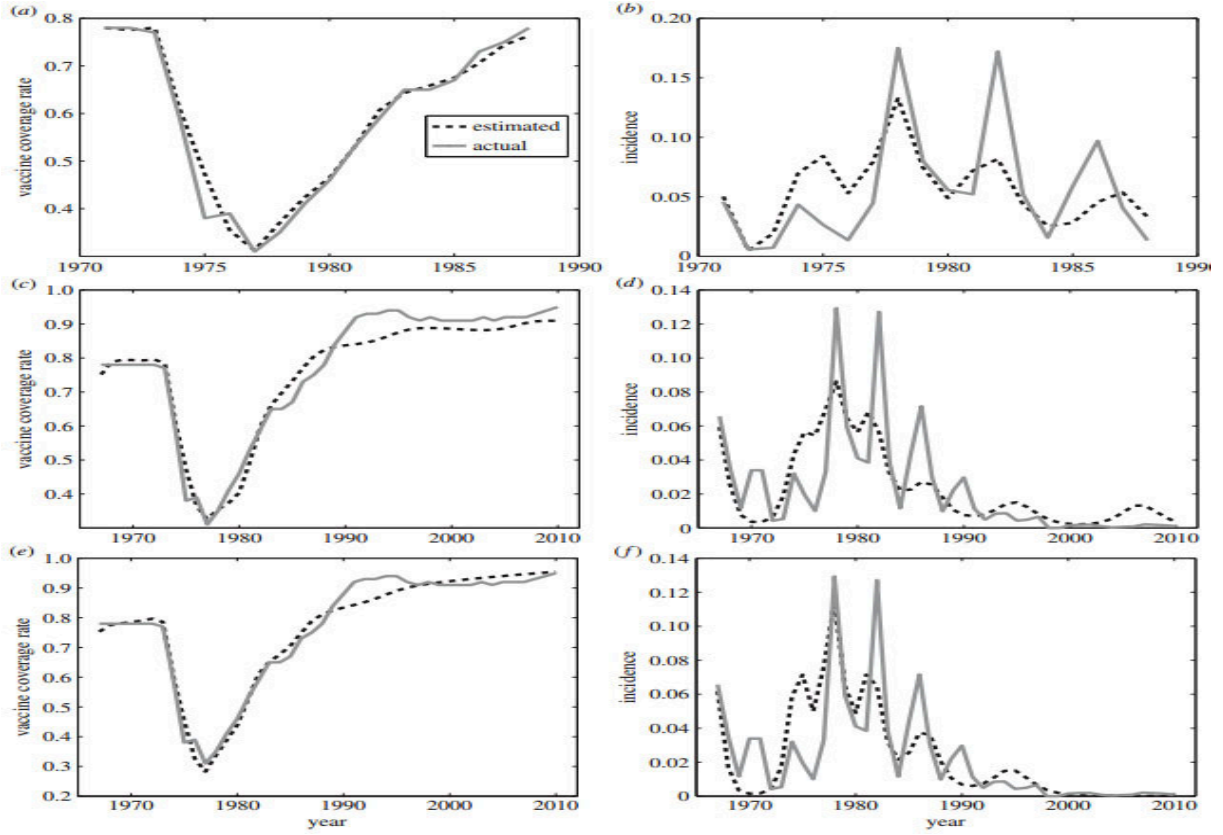 (a)
0.8
0.7
0.6
0.5
0.4
vaccine coverage rate
1970 1975 1980 1985 1990
estimated
actual
(b)
0.20
0.15
0.10
0.05
0
incidence
1970 1975 1980 1985 1990
(c)
1.0
0.9
0.8
0.7
0.6
0.5
0.4
vaccine coverage rate
1970 1980 1990 2000 2010
(d)
0.14
0.12
0.10
0.08
0.06
0.04
0.02
0
incidence
1970 1980 1990 2000 2010
(e)
1.0
0.9
0.8
0.7
0.6
0.5
0.4
0.3
0.2
vaccine coverage rate
1970 1980 1990 2000 2010
year
(f)
0.14
0.12
0.10
0.08
0.06
0.04
0.02
0
incidence
1970 1980 1990 2000 2010
year